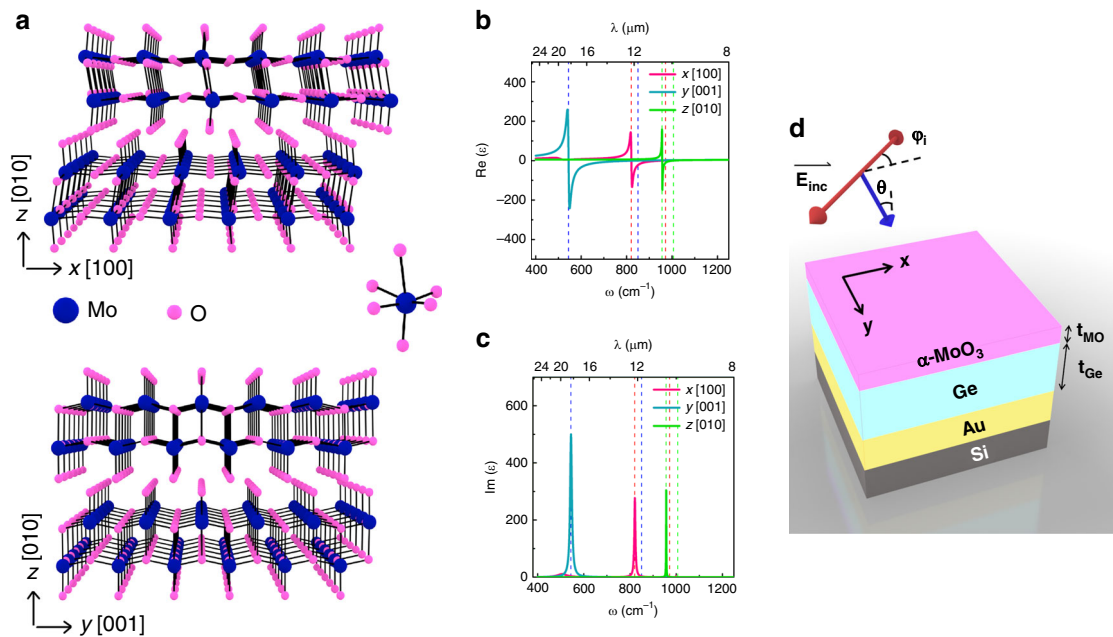 a
z [010]
x [100]
Mo
O
z [010]
y [001]
b
λ (μm)
24 20 16 12 8
400
200
0
−200
−400
Re (ε)
x [100]
y [001]
z [010]
400 600 800 1000 1200
ω (cm⁻¹)
c
λ (μm)
24 20 16 12 8
600
400
200
0
Im (ε)
x [100]
y [001]
z [010]
400 600 800 1000 1200
ω (cm⁻¹)
d
φi
Einc
θ
x
y
tMO
α-MoO₃
tGe
Ge
Au
Si